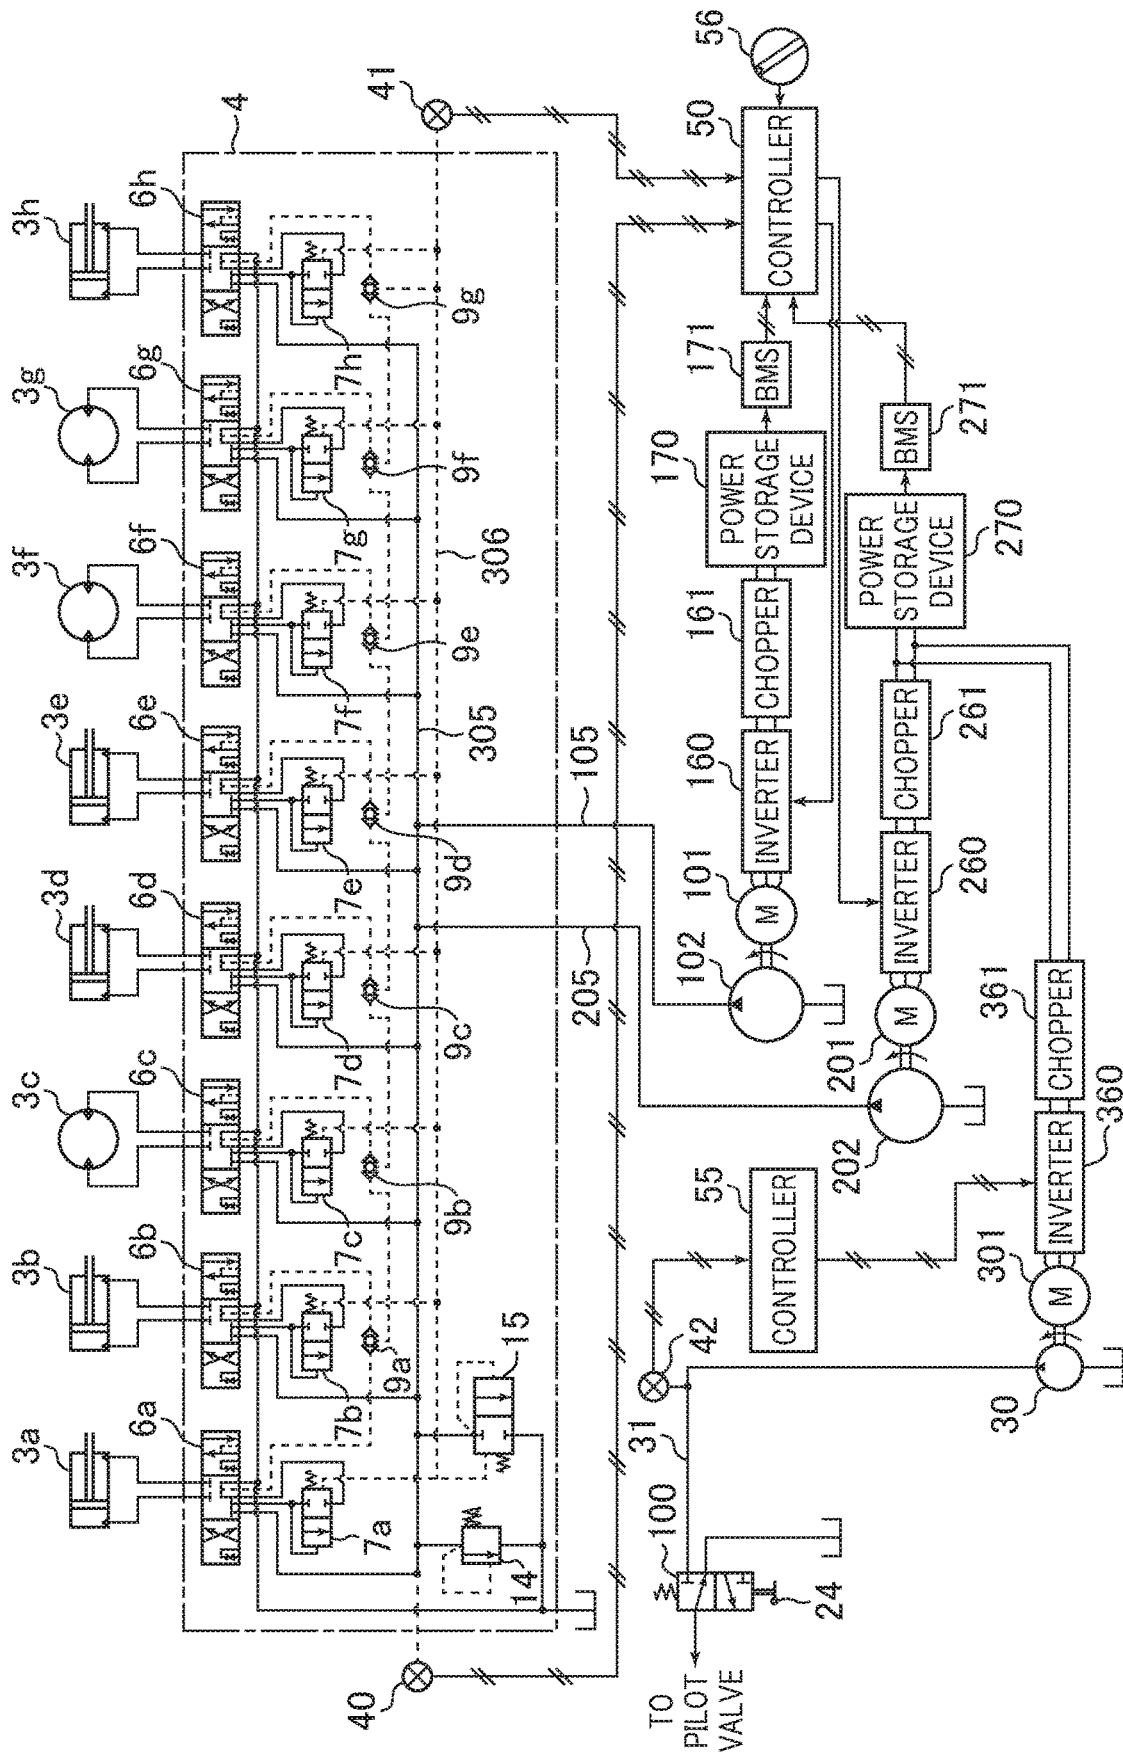 3a
3b
3c
3d
3e
3f
3g
3h
6a
6b
6c
6d
6e
6f
6g
6h
4
7a
7b
7c
7d
7e
7f
7g
7h
9a
9b
9c
9d
9e
9f
9g
14
15
305
306
40
41
105
205
TO
PILOT
VALVE
100
24
31
42
55
CONTROLLER
102
101
M
160
INVERTER
161
CHOPPER
170
POWER
STORAGE
DEVICE
171
BMS
50
CONTROLLER
56
202
201
M
INVERTER
260
CHOPPER
261
POWER
STORAGE
DEVICE
270
BMS
271
30
301
M
INVERTER
360
361
CHOPPER